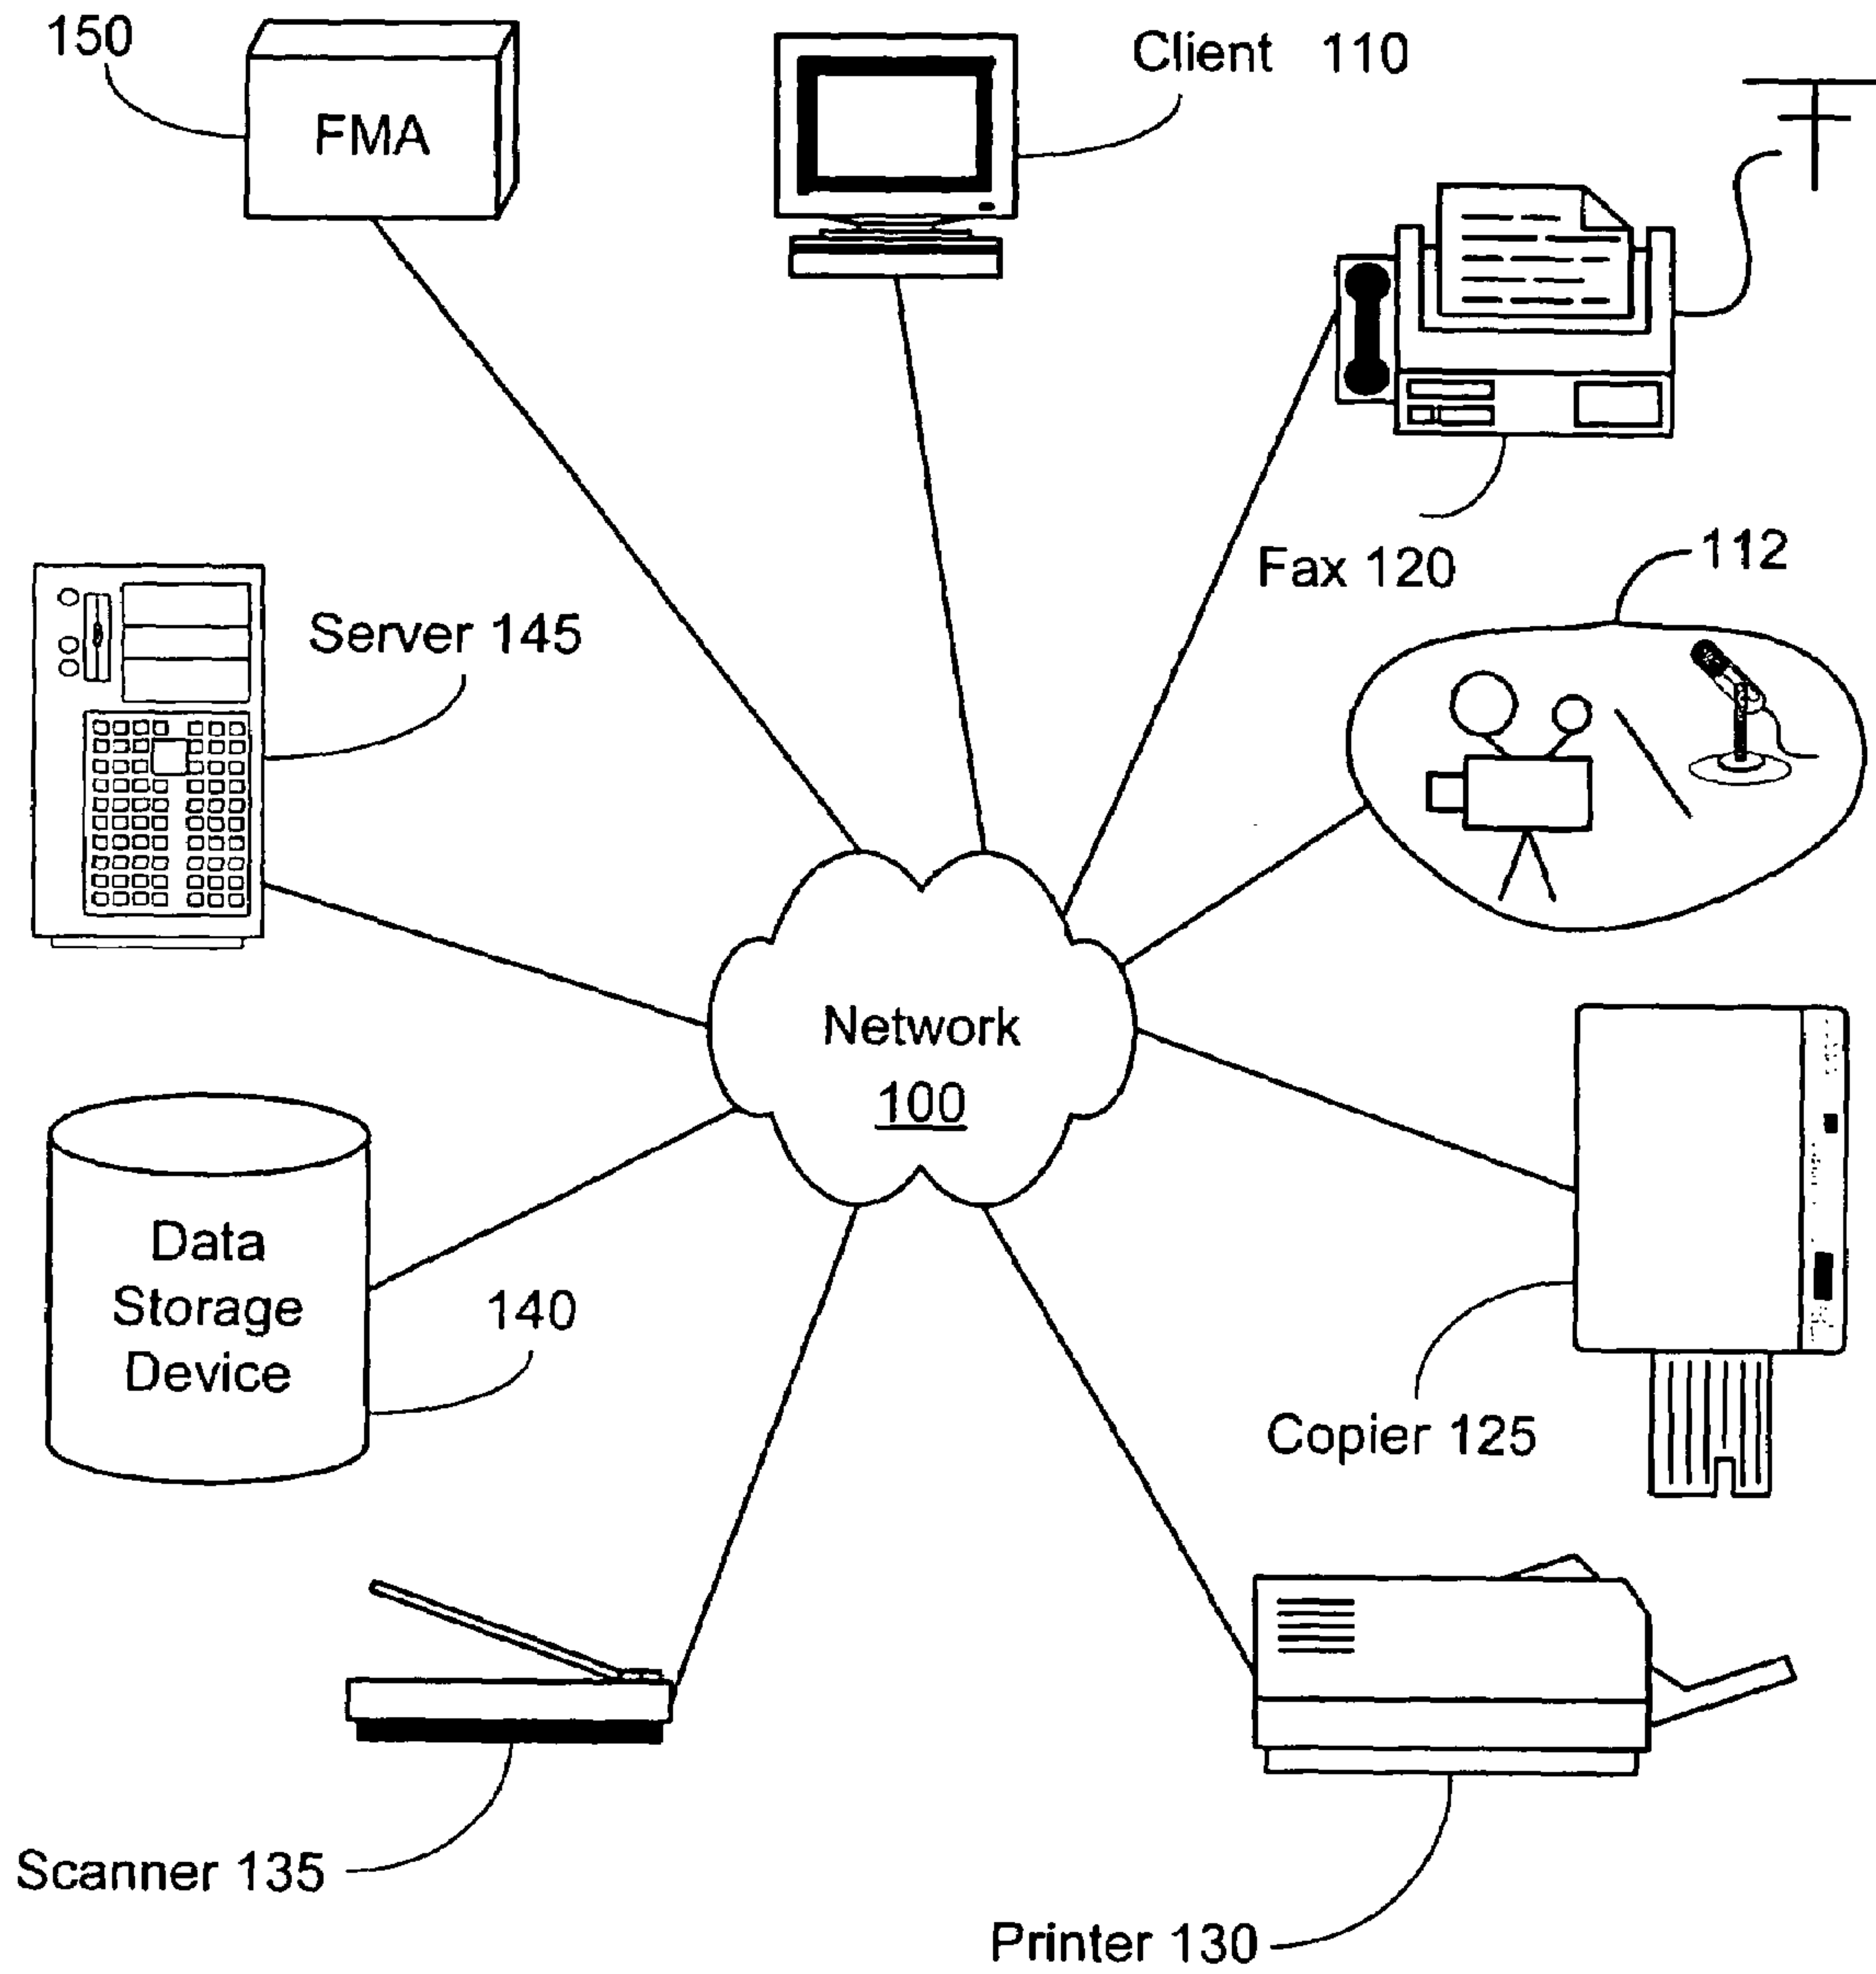 150
FMA
Client 110
Fax 120
112
Server 145
Network
100
Data
Storage
Device
140
Copier 125
Scanner 135
Printer 130